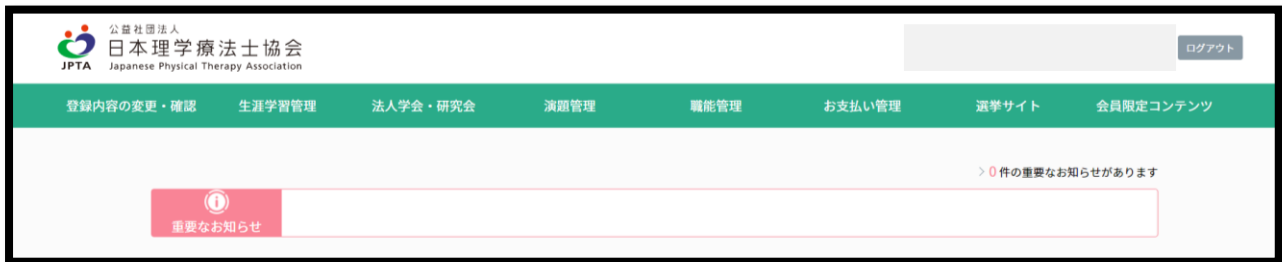 公益社団法人
日本理学療法士協会
JPTA Japanese Physical Therapy Association
ログアウト
登録内容の変更・確認 生涯学習管理 法人学会・研究会 演題管理 職能管理 お支払い管理 選挙サイト 会員限定コンテンツ
> 0 件の重要なお知らせがあります
重要なお知らせ